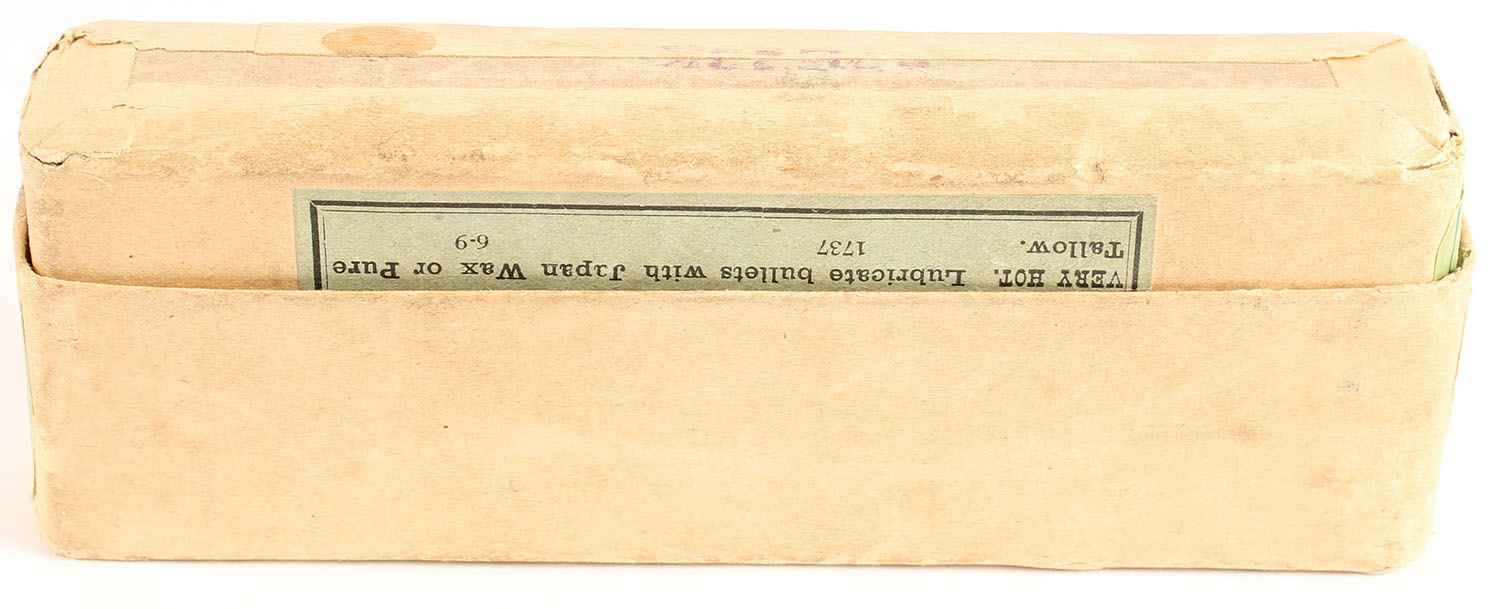 VERY HOT. Lubricate bullets with Japan Wax or Pure
Tallow. 1737 6-9